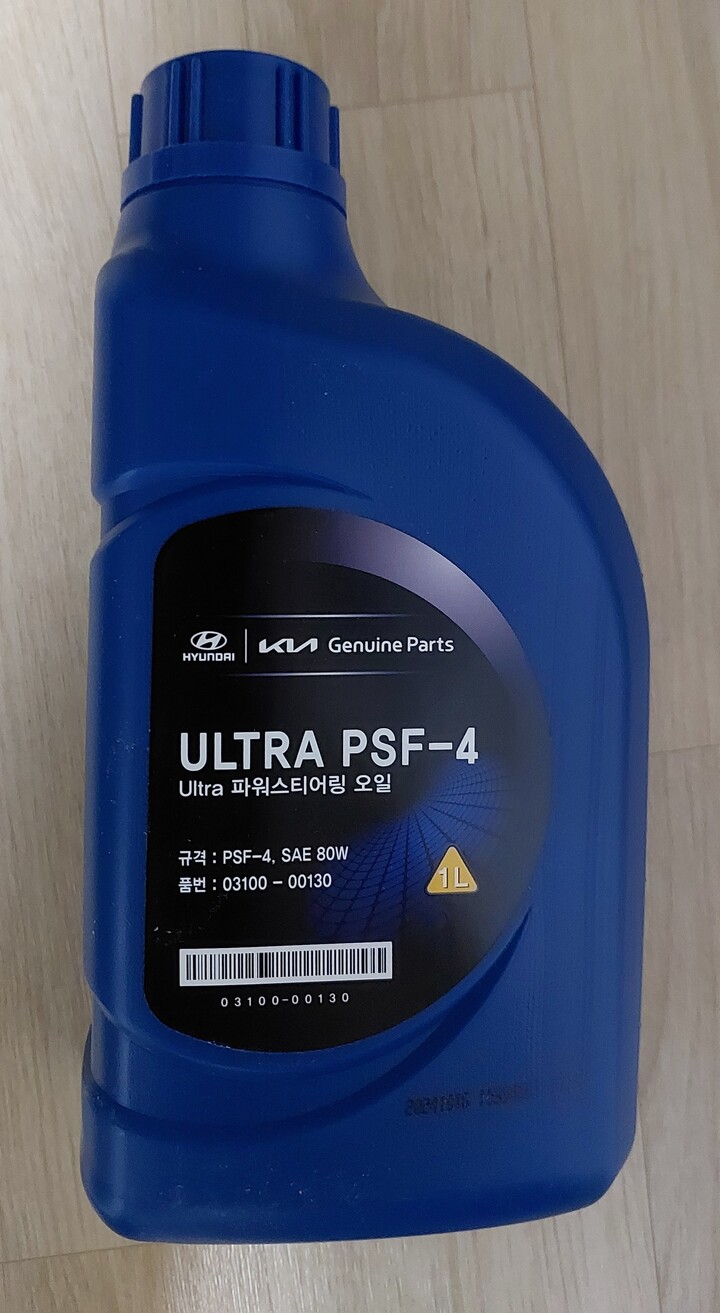 HYUNDAI KIA Genuine Parts
ULTRA PSF-4
Ultra 파워스티어링 오일
규격 : PSF-4, SAE 80W
품번 : 03100 - 00130
1L
03100-00130